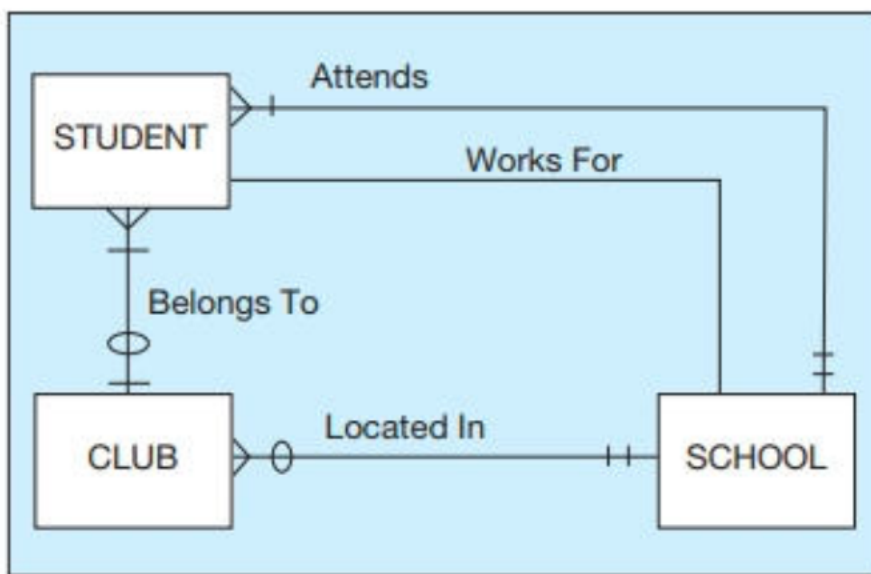 Attends
STUDENT
Works For
Belongs To
Located In
CLUB
SCHOOL